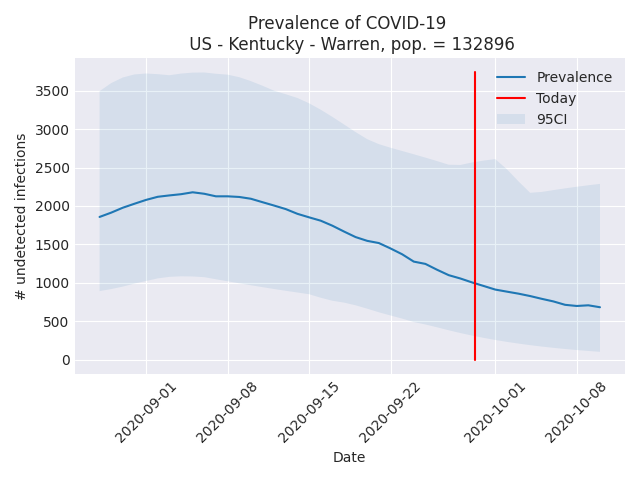 Prevalence of COVID-19
US - Kentucky - Warren, pop. = 132896
Prevalence
Today
95CI
# undetected infections
3500
3000
2500
2000
1500
1000
500
0
2020-09-01
2020-09-08
2020-09-15
2020-09-22
2020-10-01
2020-10-08
Date